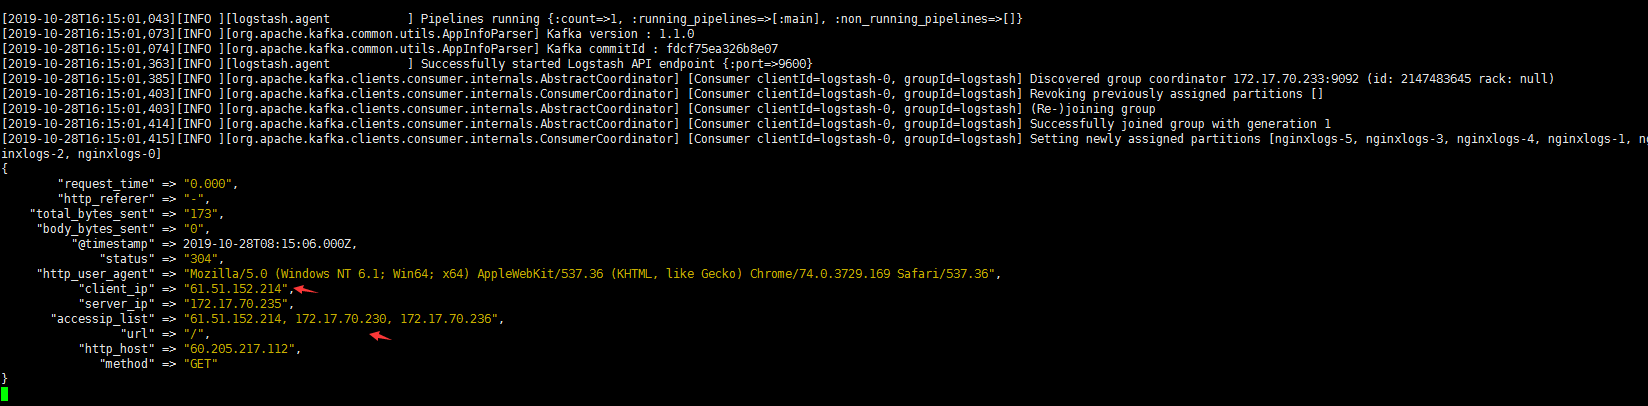 [2019-10-28T16:15:01,043][INFO ][logstash.agent           ] Pipelines running {:count=>1, :running_pipelines=>[:main], :non_running_pipelines=>[]}
[2019-10-28T16:15:01,073][INFO ][org.apache.kafka.common.utils.AppInfoParser] Kafka version : 1.1.0
[2019-10-28T16:15:01,074][INFO ][org.apache.kafka.common.utils.AppInfoParser] Kafka commitId : fdcf75ea326b8e07
[2019-10-28T16:15:01,363][INFO ][logstash.agent           ] Successfully started Logstash API endpoint {:port=>9600}
[2019-10-28T16:15:01,385][INFO ][org.apache.kafka.clients.consumer.internals.AbstractCoordinator] [Consumer clientId=logstash-0, groupId=logstash] Discovered group coordinator 172.17.70.233:9092 (id: 2147483645 rack: null)
[2019-10-28T16:15:01,403][INFO ][org.apache.kafka.clients.consumer.internals.ConsumerCoordinator] [Consumer clientId=logstash-0, groupId=logstash] Revoking previously assigned partitions []
[2019-10-28T16:15:01,403][INFO ][org.apache.kafka.clients.consumer.internals.AbstractCoordinator] [Consumer clientId=logstash-0, groupId=logstash] (Re-)joining group
[2019-10-28T16:15:01,414][INFO ][org.apache.kafka.clients.consumer.internals.AbstractCoordinator] [Consumer clientId=logstash-0, groupId=logstash] Successfully joined group with generation 1
[2019-10-28T16:15:01,415][INFO ][org.apache.kafka.clients.consumer.internals.ConsumerCoordinator] [Consumer clientId=logstash-0, groupId=logstash] Setting newly assigned partitions [nginxlogs-5, nginxlogs-3, nginxlogs-4, nginxlogs-1, ng
inxlogs-2, nginxlogs-0]
{
        "request_time" => "0.000",
        "http_referer" => "-",
    "total_bytes_sent" => "173",
     "body_bytes_sent" => "0",
          "@timestamp" => 2019-10-28T08:15:06.000Z,
              "status" => "304",
     "http_user_agent" => "Mozilla/5.0 (Windows NT 6.1; Win64; x64) AppleWebKit/537.36 (KHTML, like Gecko) Chrome/74.0.3729.169 Safari/537.36",
           "client_ip" => "61.51.152.214",
           "server_ip" => "172.17.70.235",
       "accessip_list" => "61.51.152.214, 172.17.70.230, 172.17.70.236",
                 "url" => "/",
           "http_host" => "60.205.217.112",
              "method" => "GET"
}